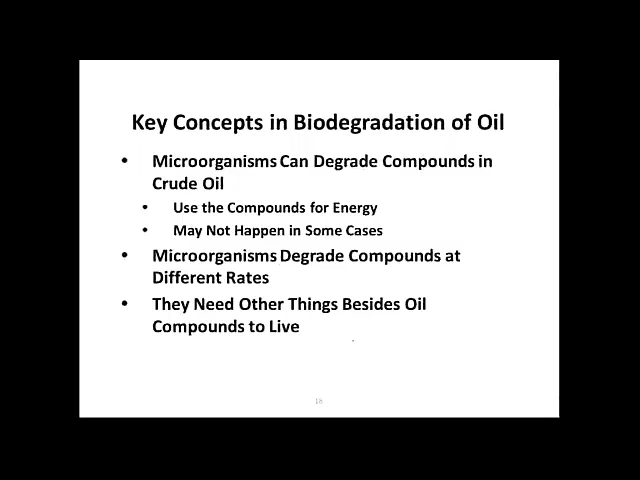 Key Concepts in Biodegradation of Oil
• Microorganisms Can Degrade Compounds in
Crude Oil
• Use the Compounds for Energy
• May Not Happen in Some Cases
• Microorganisms Degrade Compounds at
Different Rates
• They Need Other Things Besides Oil
Compounds to Live